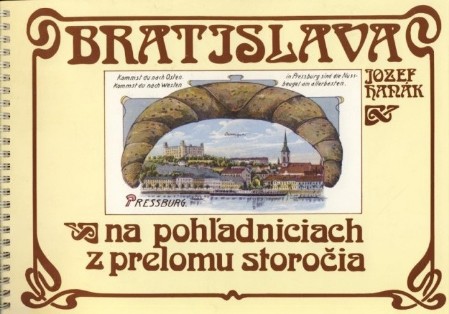 BRATISLAVA
JOZEF
HANÁK
Kommst du nach Osten.
Kommst du nach Westen
in Pressburg sind die Nuss-
beugel am allerbesten.
PRESSBURG.
na pohľadniciach
z prelomu storočia